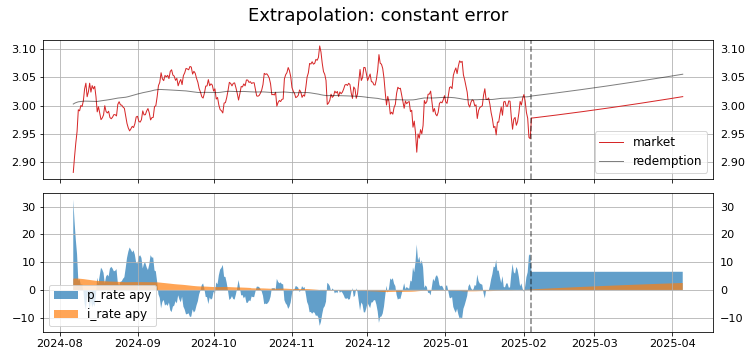 Extrapolation: constant error
3.10 3.10
3.05 3.05
3.00 3.00
2.95 2.95
2.90 2.90
market
redemption
30 30
20 20
10 10
0 0
−10 −10
p_rate apy
i_rate apy
2024-08 2024-09 2024-10 2024-11 2024-12 2025-01 2025-02 2025-03 2025-04